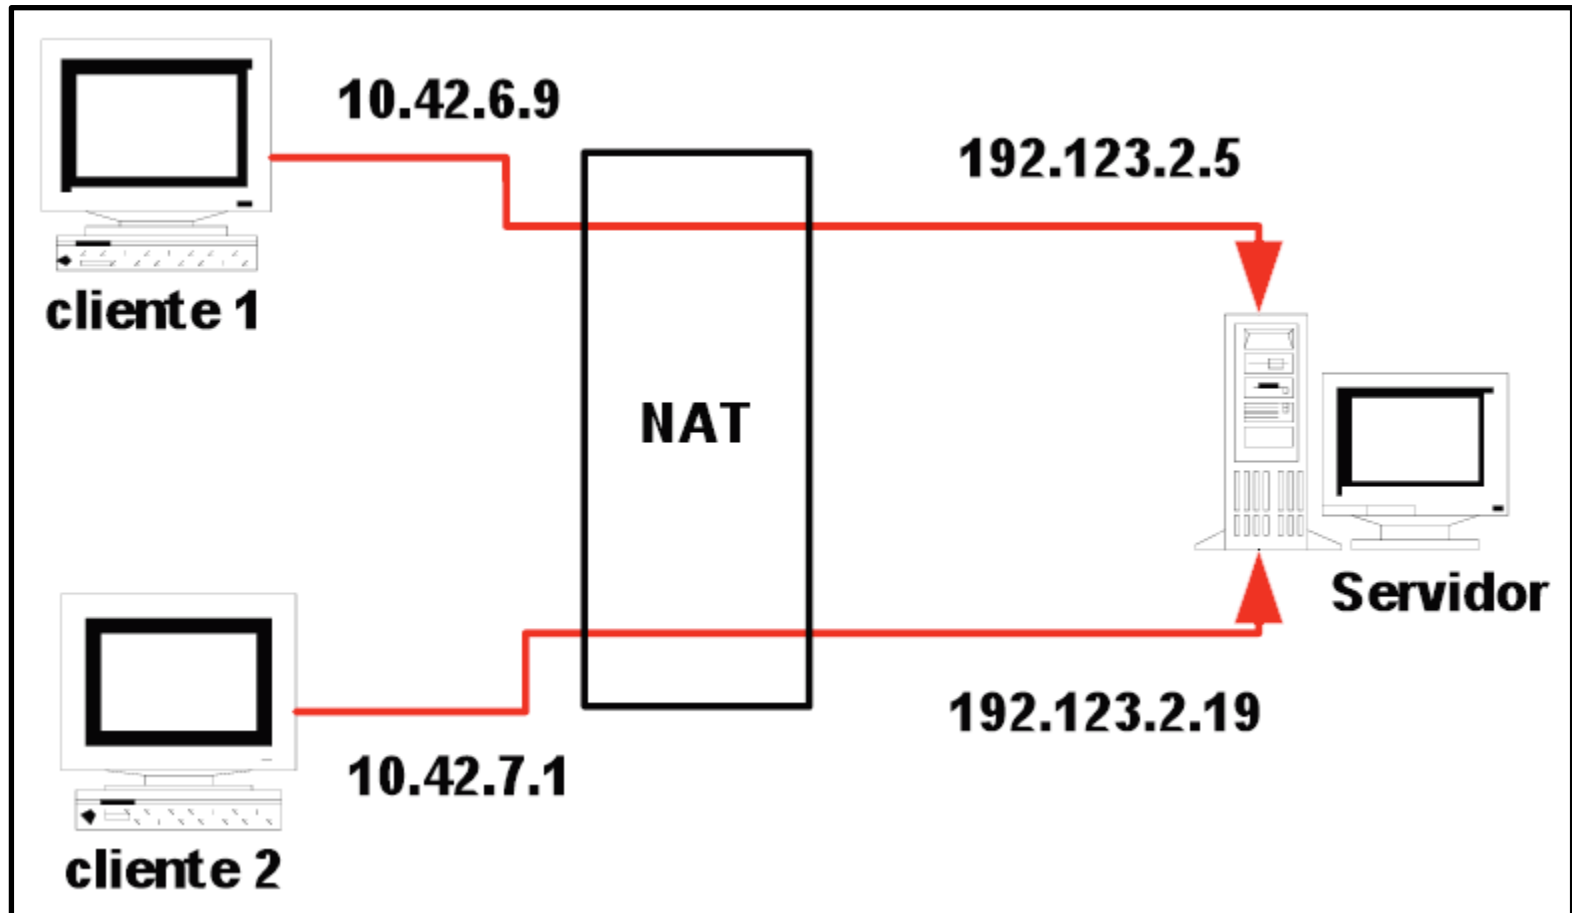 10.42.6.9
192.123.2.5
cliente 1
NAT
Servidor
192.123.2.19
10.42.7.1
cliente 2